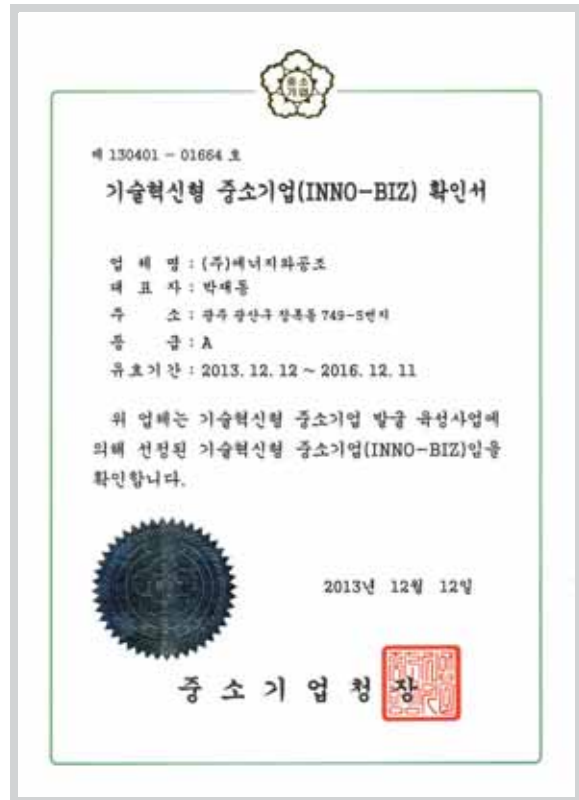 중소
기업
제 130401 - 01664 호
기술혁신형 중소기업(INNO-BIZ) 확인서
업 체 명 : (주)에너지와공조
대 표 자 : 박재동
주 소 : 광주 광산구 장록동 749-5번지
등 급 : A
유효기간 : 2013. 12. 12 ~ 2016. 12. 11
위 업체는 기술혁신형 중소기업 발굴 육성사업에
의해 선정된 기술혁신형 중소기업(INNO-BIZ)임을
확인합니다.
2013년 12월 12일
중 소 기 업 청 장